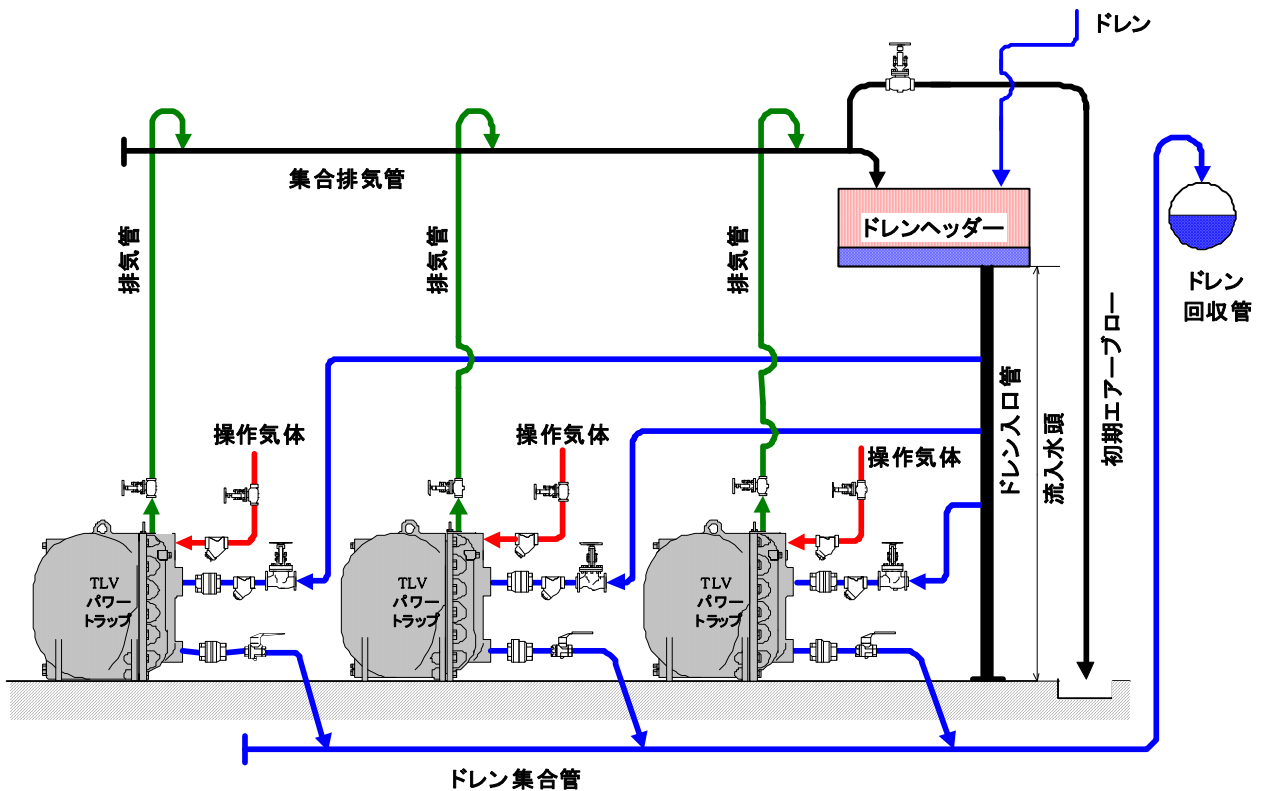 ドレン
集合排気管
ドレンヘッダー
排気管
排気管
排気管
ドレン
回収管
ドレン入口管
流入水頭
初期エアーブロー
操作気体
操作気体
操作気体
TLV
パワー
トラップ
TLV
パワー
トラップ
TLV
パワー
トラップ
ドレン集合管